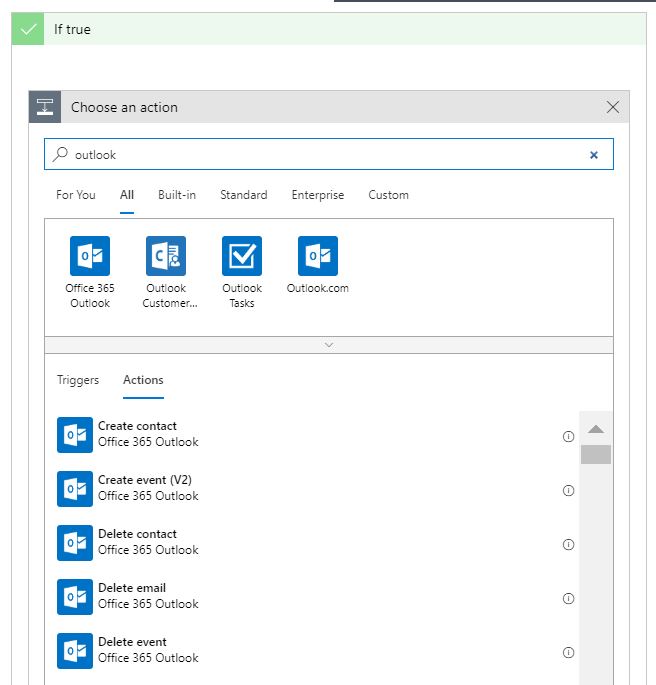 If true
Choose an action
outlook
For You All Built-in Standard Enterprise Custom
Office 365
Outlook
Outlook
Customer...
Outlook
Tasks
Outlook.com
Triggers Actions
Create contact
Office 365 Outlook
Create event (V2)
Office 365 Outlook
Delete contact
Office 365 Outlook
Delete email
Office 365 Outlook
Delete event
Office 365 Outlook